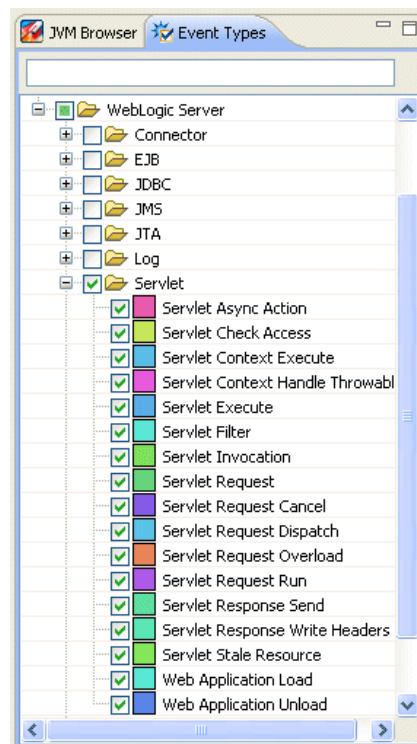 JVM Browser Event Types
WebLogic Server
Connector
EJB
JDBC
JMS
JTA
Log
Servlet
Servlet Async Action
Servlet Check Access
Servlet Context Execute
Servlet Context Handle Throwabl
Servlet Execute
Servlet Filter
Servlet Invocation
Servlet Request
Servlet Request Cancel
Servlet Request Dispatch
Servlet Request Overload
Servlet Request Run
Servlet Response Send
Servlet Response Write Headers
Servlet Stale Resource
Web Application Load
Web Application Unload